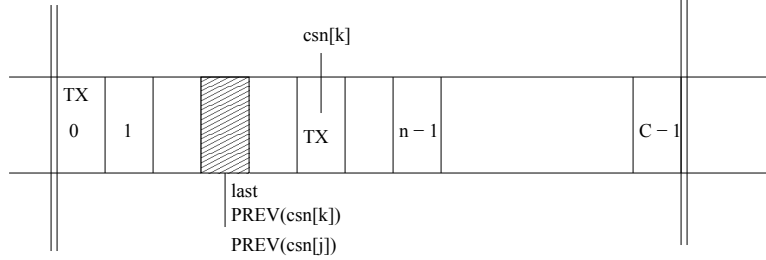 csn[k]
TX
0
1
TX
n − 1
C − 1
last
PREV(csn[k])
PREV(csn[j])